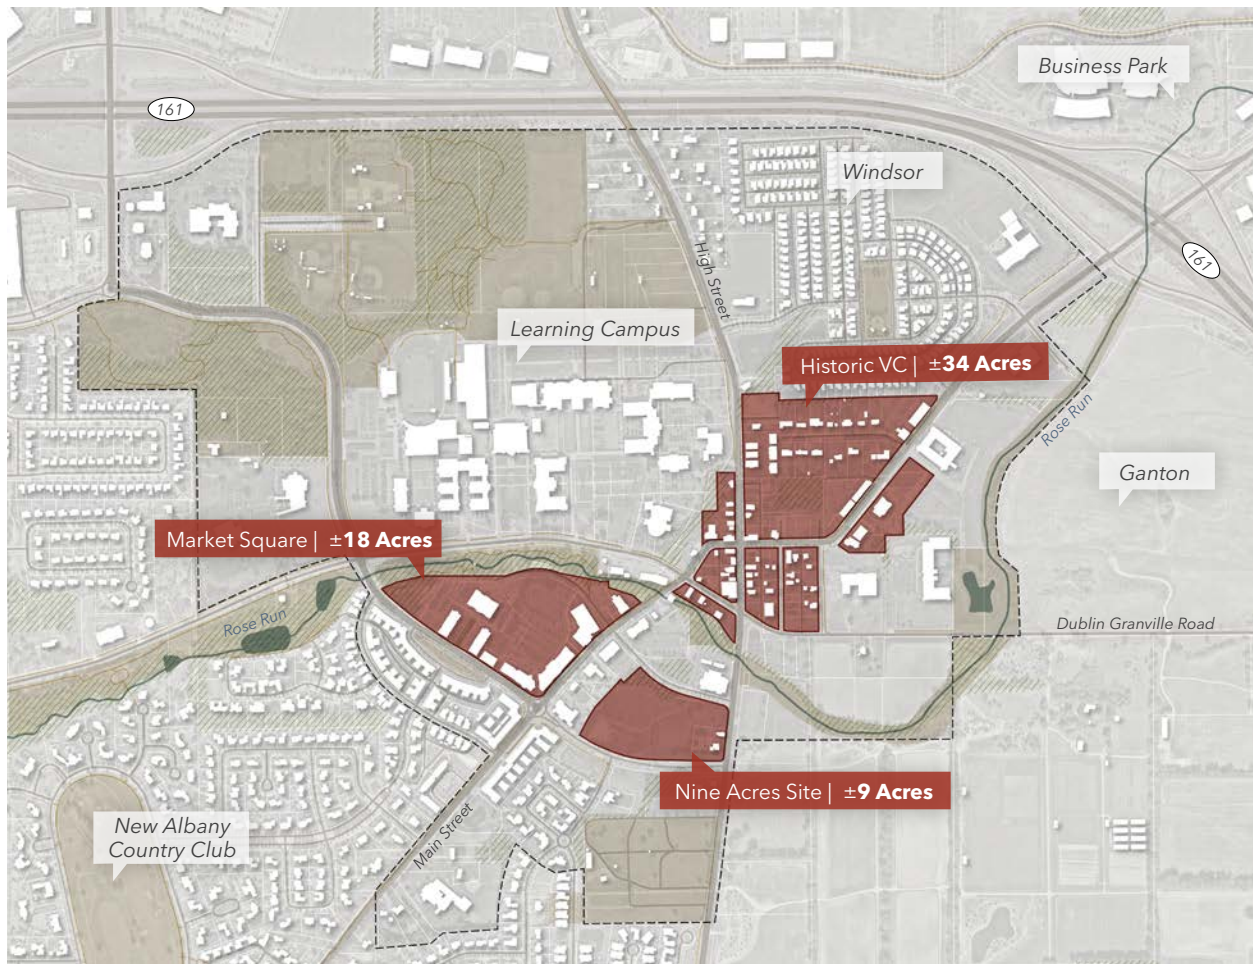 Business Park
161
Windsor
161
High Street
Learning Campus
Historic VC | ±34 Acres
Rose Run
Ganton
Market Square | ±18 Acres
Rose Run
Dublin Granville Road
Nine Acres Site | ±9 Acres
Main Street
New Albany
Country Club